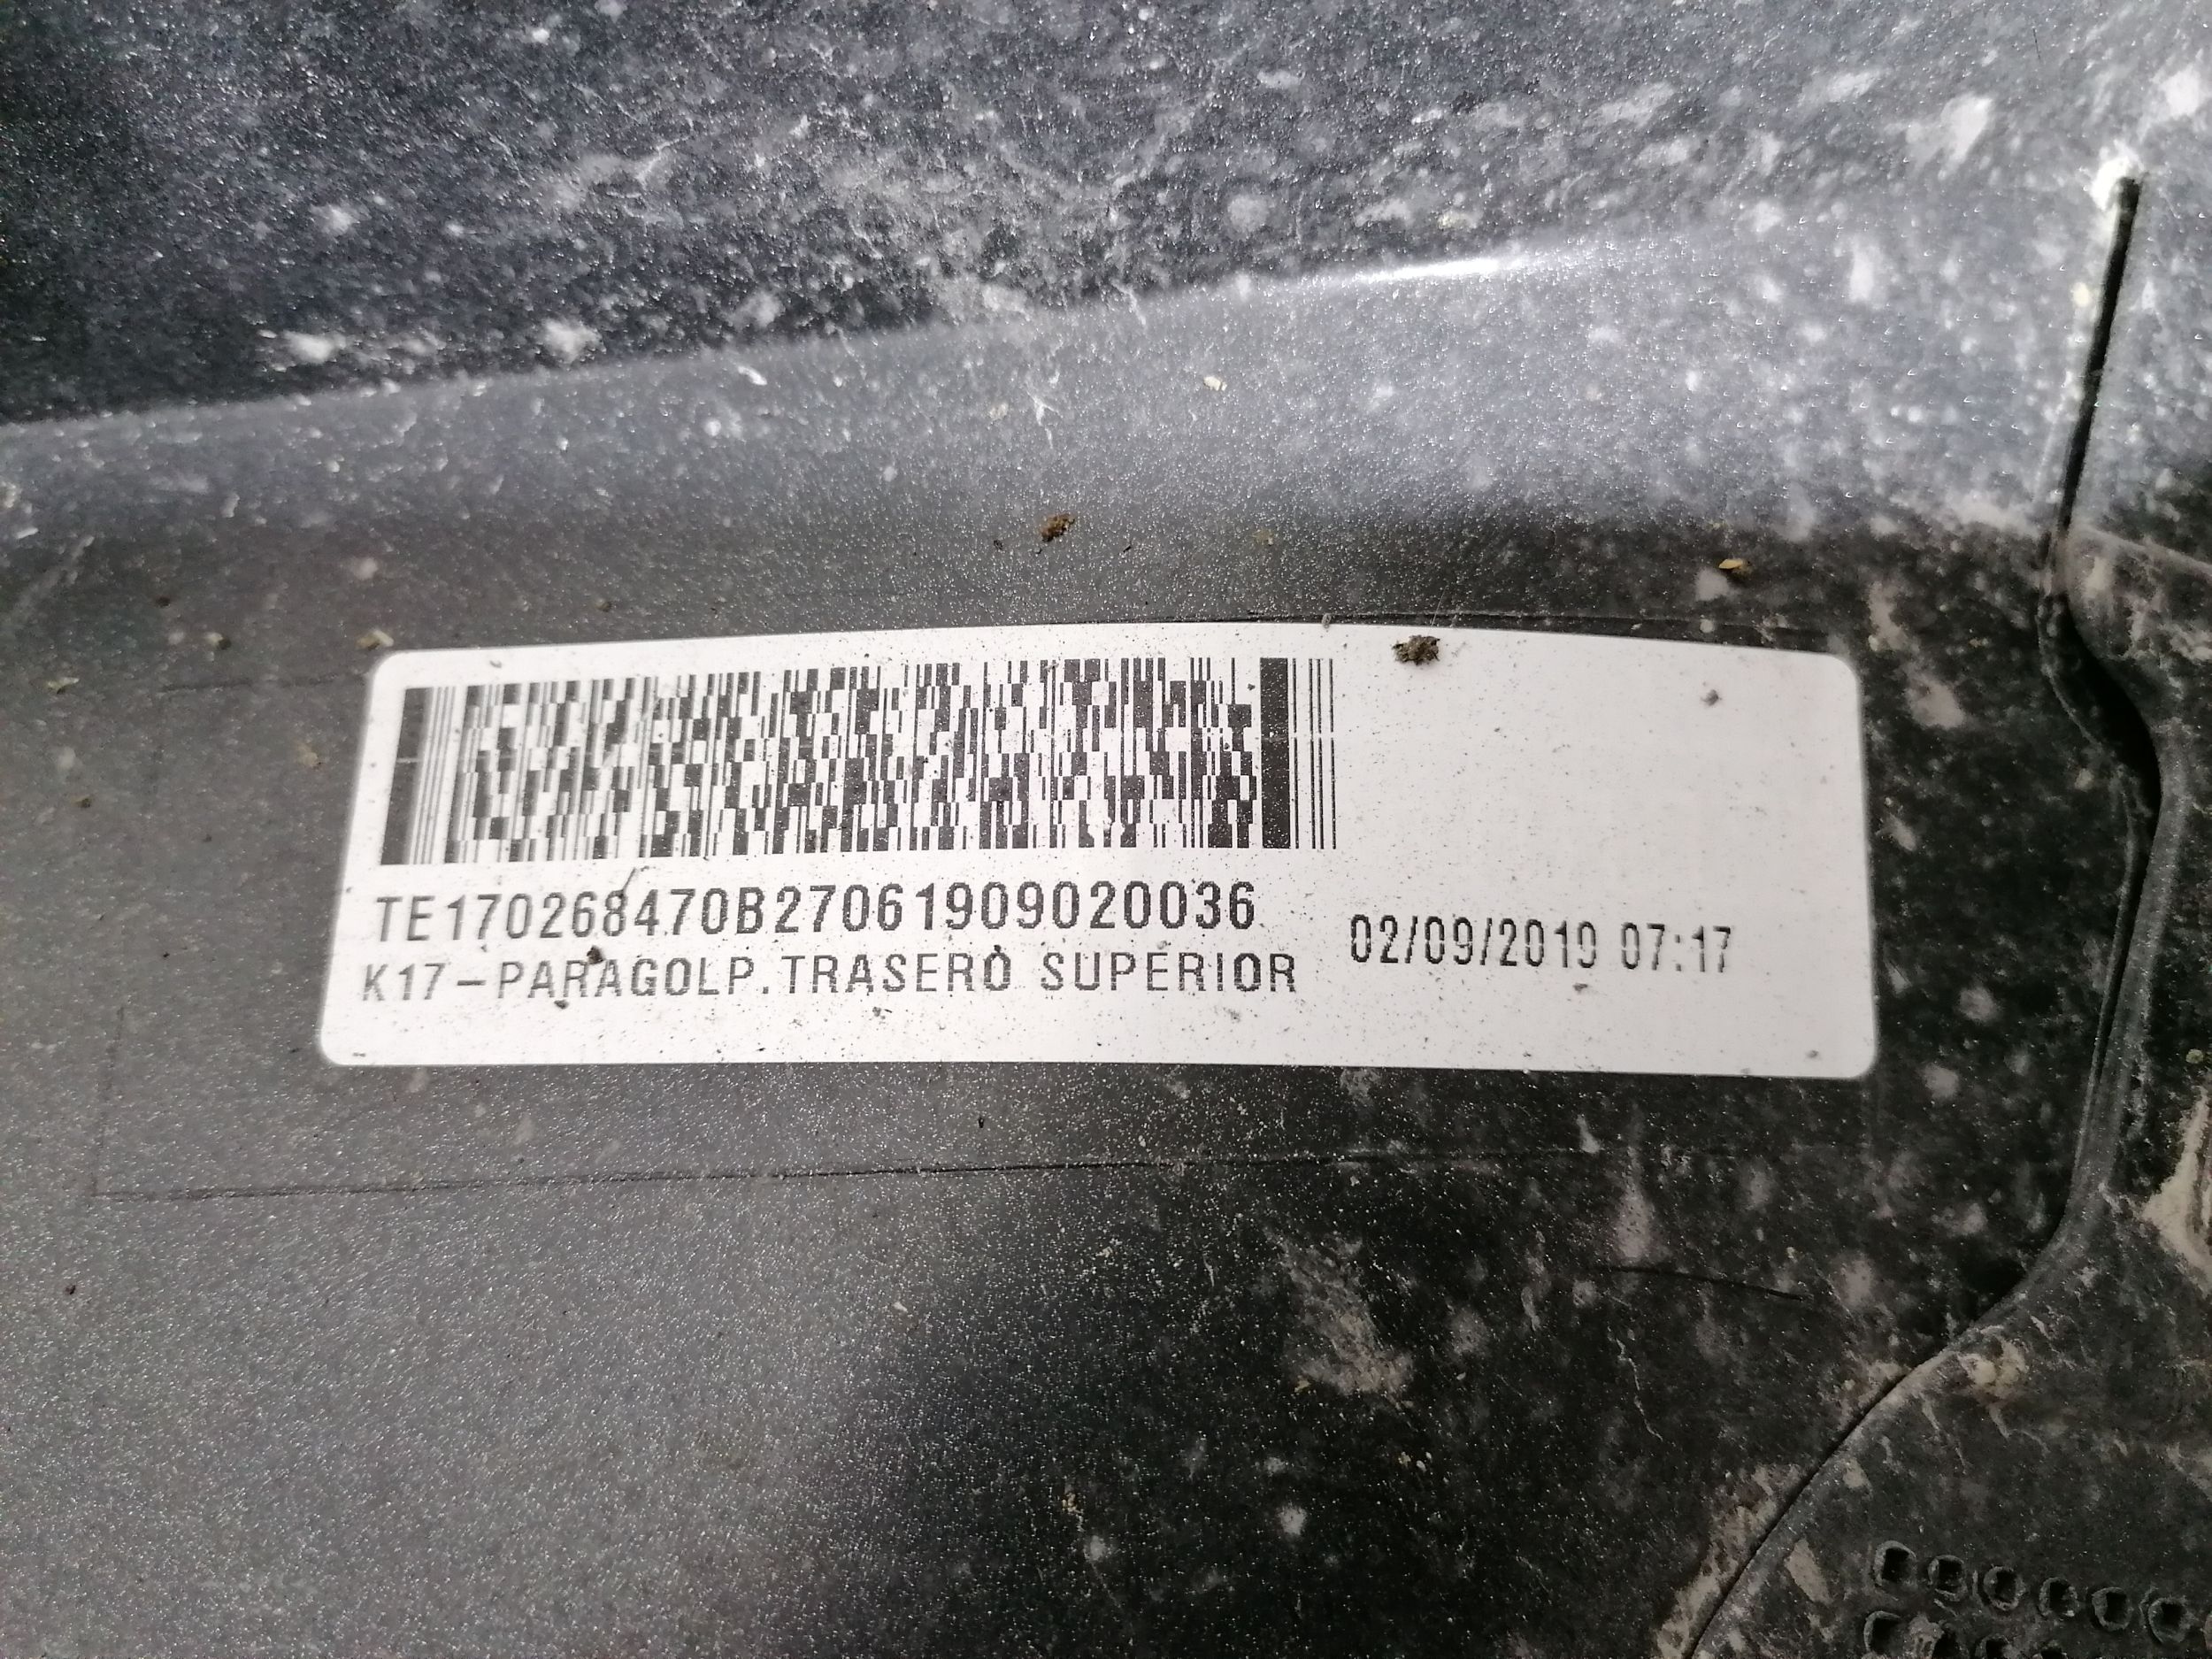 TE170268470B27061909020036
K17-PARAGOLP.TRASERO SUPERIOR
02/09/2019 07:17